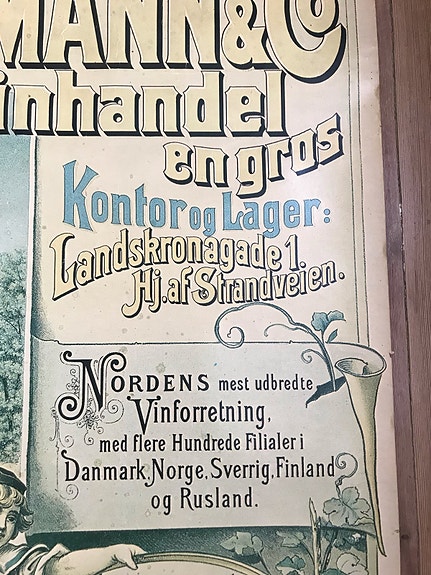 MANN & Co
inhandel
en gros
Kontor og Lager:
Landskronagade 1.
Hj. af Strandveien.
NORDENS mest udbredte
Vinforretning,
med flere Hundrede Filialer i
Danmark, Norge, Sverrig, Finland
og Rusland.